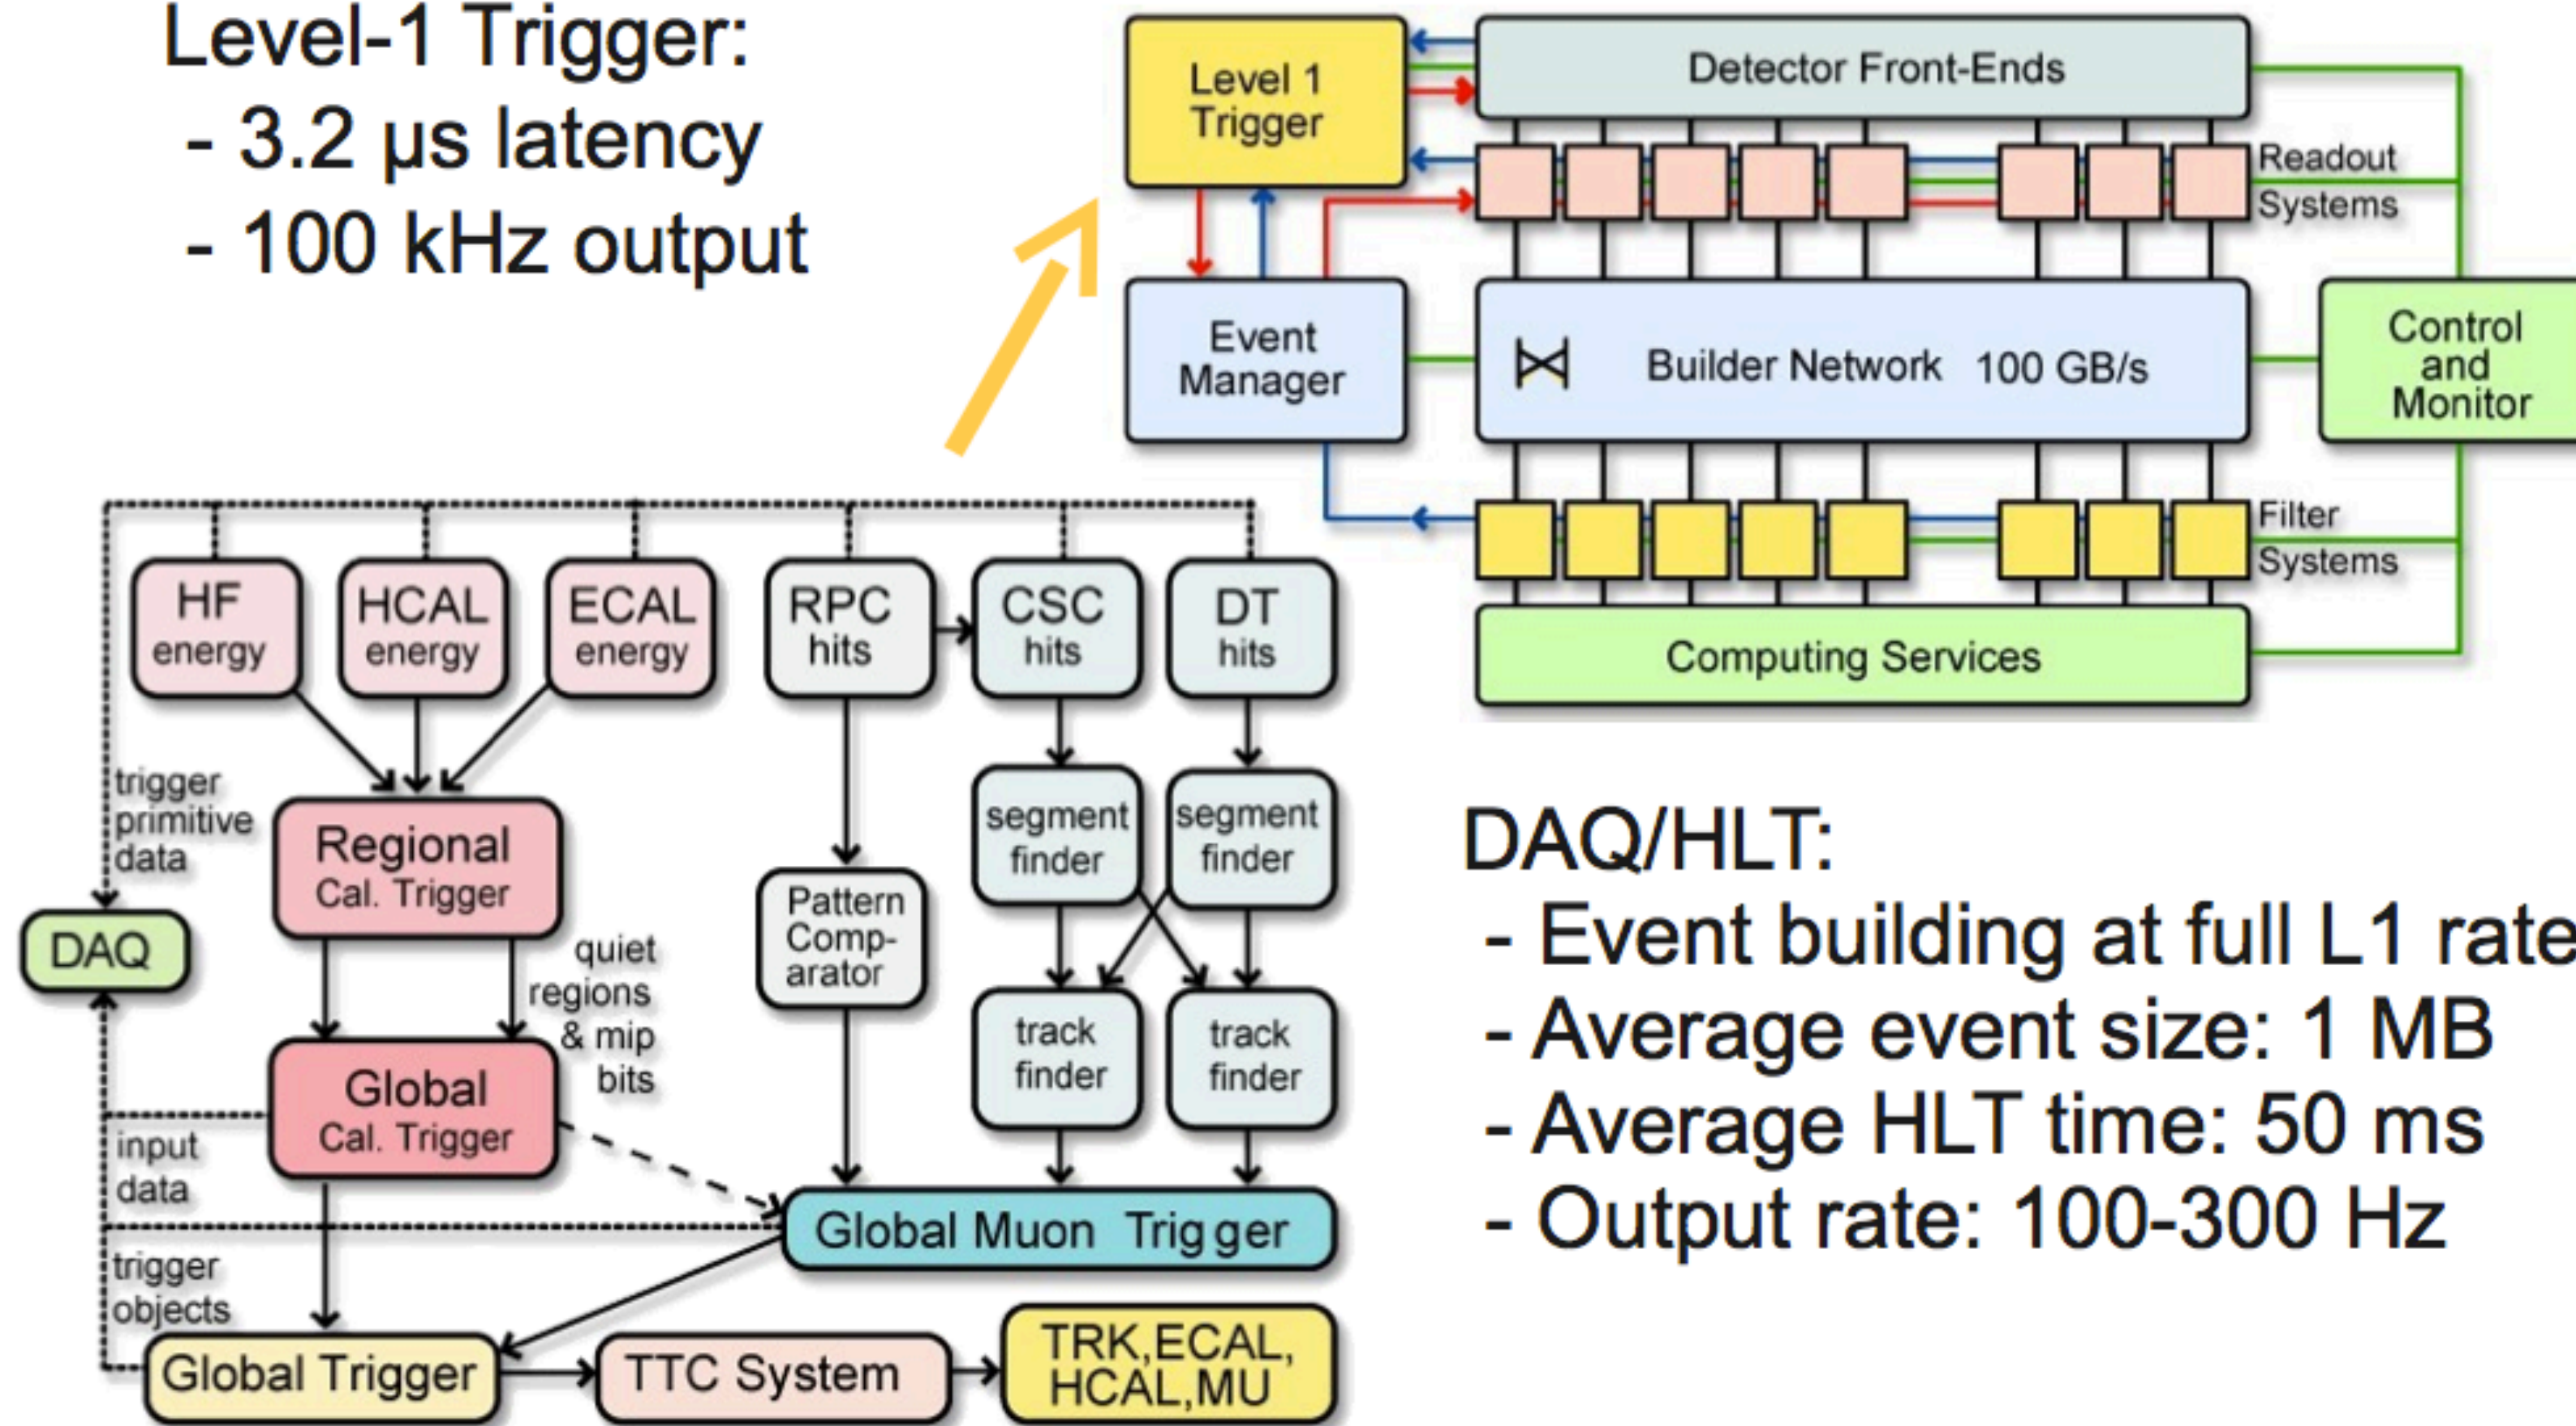 Level-1 Trigger:
- 3.2 µs latency
- 100 kHz output
Level 1
Trigger
Detector Front-Ends
Readout
Systems
Event
Manager
Builder Network 100 GB/s
Control
and
Monitor
Filter
Systems
Computing Services
HF
energy
HCAL
energy
ECAL
energy
RPC
hits
CSC
hits
DT
hits
trigger
primitive
data
Regional
Cal. Trigger
segment
finder
segment
finder
DAQ
quiet
regions
& mip
bits
Pattern
Comp-
arator
Global
Cal. Trigger
track
finder
track
finder
input
data
Global Muon Trigger
trigger
objects
Global Trigger
TTC System
TRK,ECAL,
HCAL,MU
DAQ/HLT:
- Event building at full L1 rate
- Average event size: 1 MB
- Average HLT time: 50 ms
- Output rate: 100-300 Hz